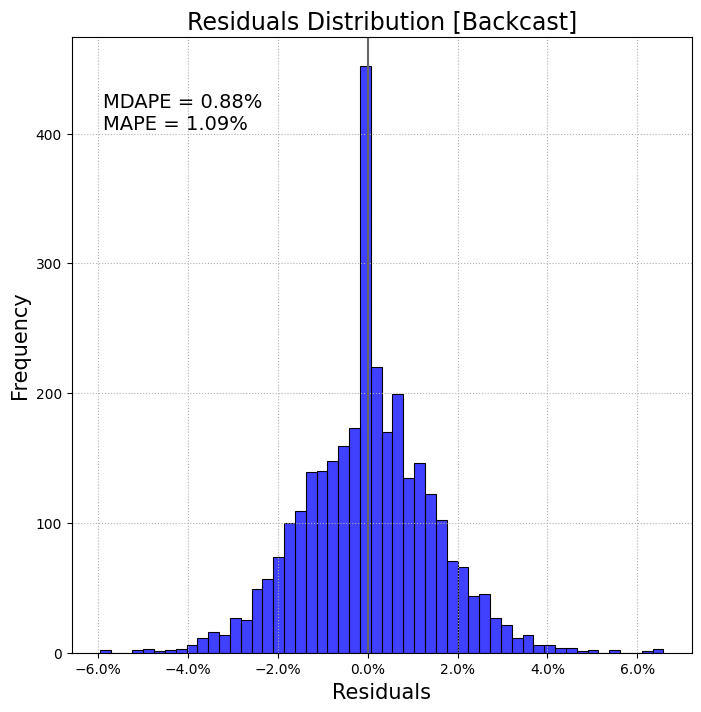 Residuals Distribution [Backcast]
MDAPE = 0.88%
MAPE = 1.09%
400
300
200
100
0
Frequency
−6.0% −4.0% −2.0% 0.0% 2.0% 4.0% 6.0%
Residuals